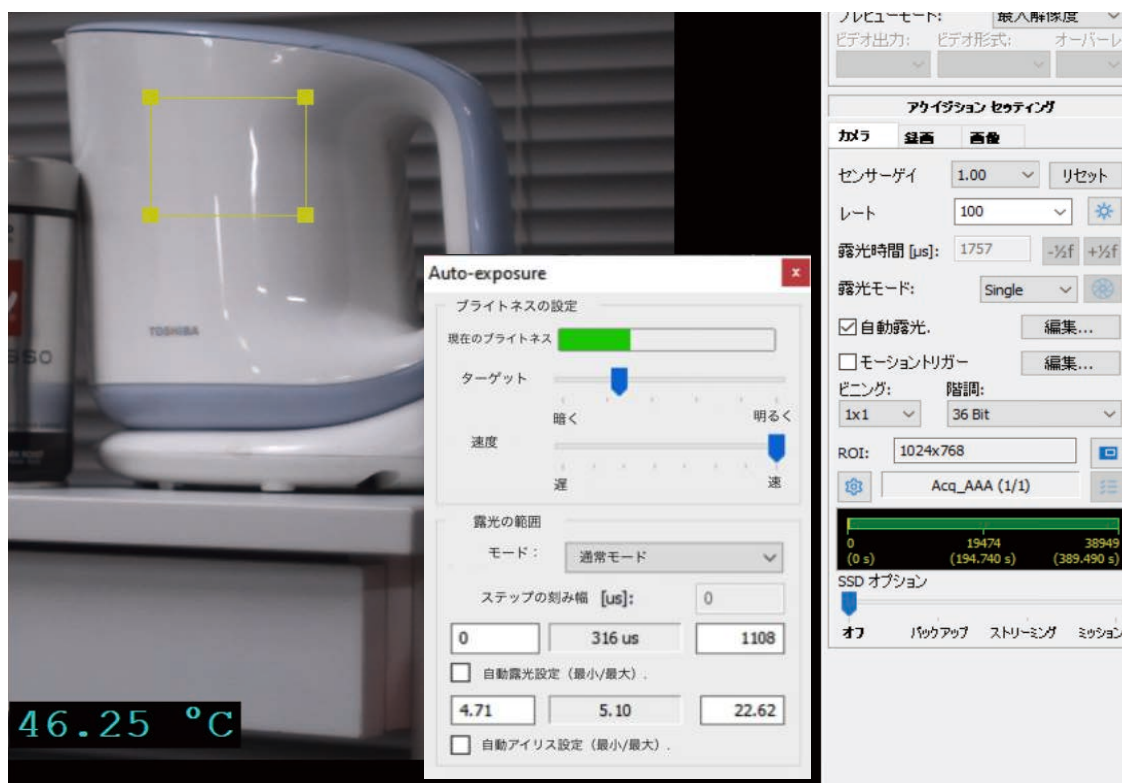 プレビューモード: 最大解像度
ビデオ出力: ビデオ形式: オーバーレ
アクイジション セッティング
カメラ 録画 画像
センサーゲイ 1.00 リセット
レート 100
露光時間 [µs]: 1757 -½f +½f
露光モード: Single
自動露光. 編集...
モーショントリガー 編集...
ビニング: 階調:
1x1 36 Bit
ROI: 1024x768
Acq_AAA (1/1)
0 19474 38949
(0 s) (194.740 s) (389.490 s)
SSD オプション
オフ バックアップ ストリーミング ミッション
Auto-exposure x
ブライトネスの設定
現在のブライトネス
ターゲット
暗く 明るく
速度
遅 速
露光の範囲
モード: 通常モード
ステップの刻み幅 [us]: 0
0 316 us 1108
自動露光設定（最小/最大）.
4.71 5.10 22.62
自動アイリス設定（最小/最大）.
TOSHIBA
SSO
46.25 °C